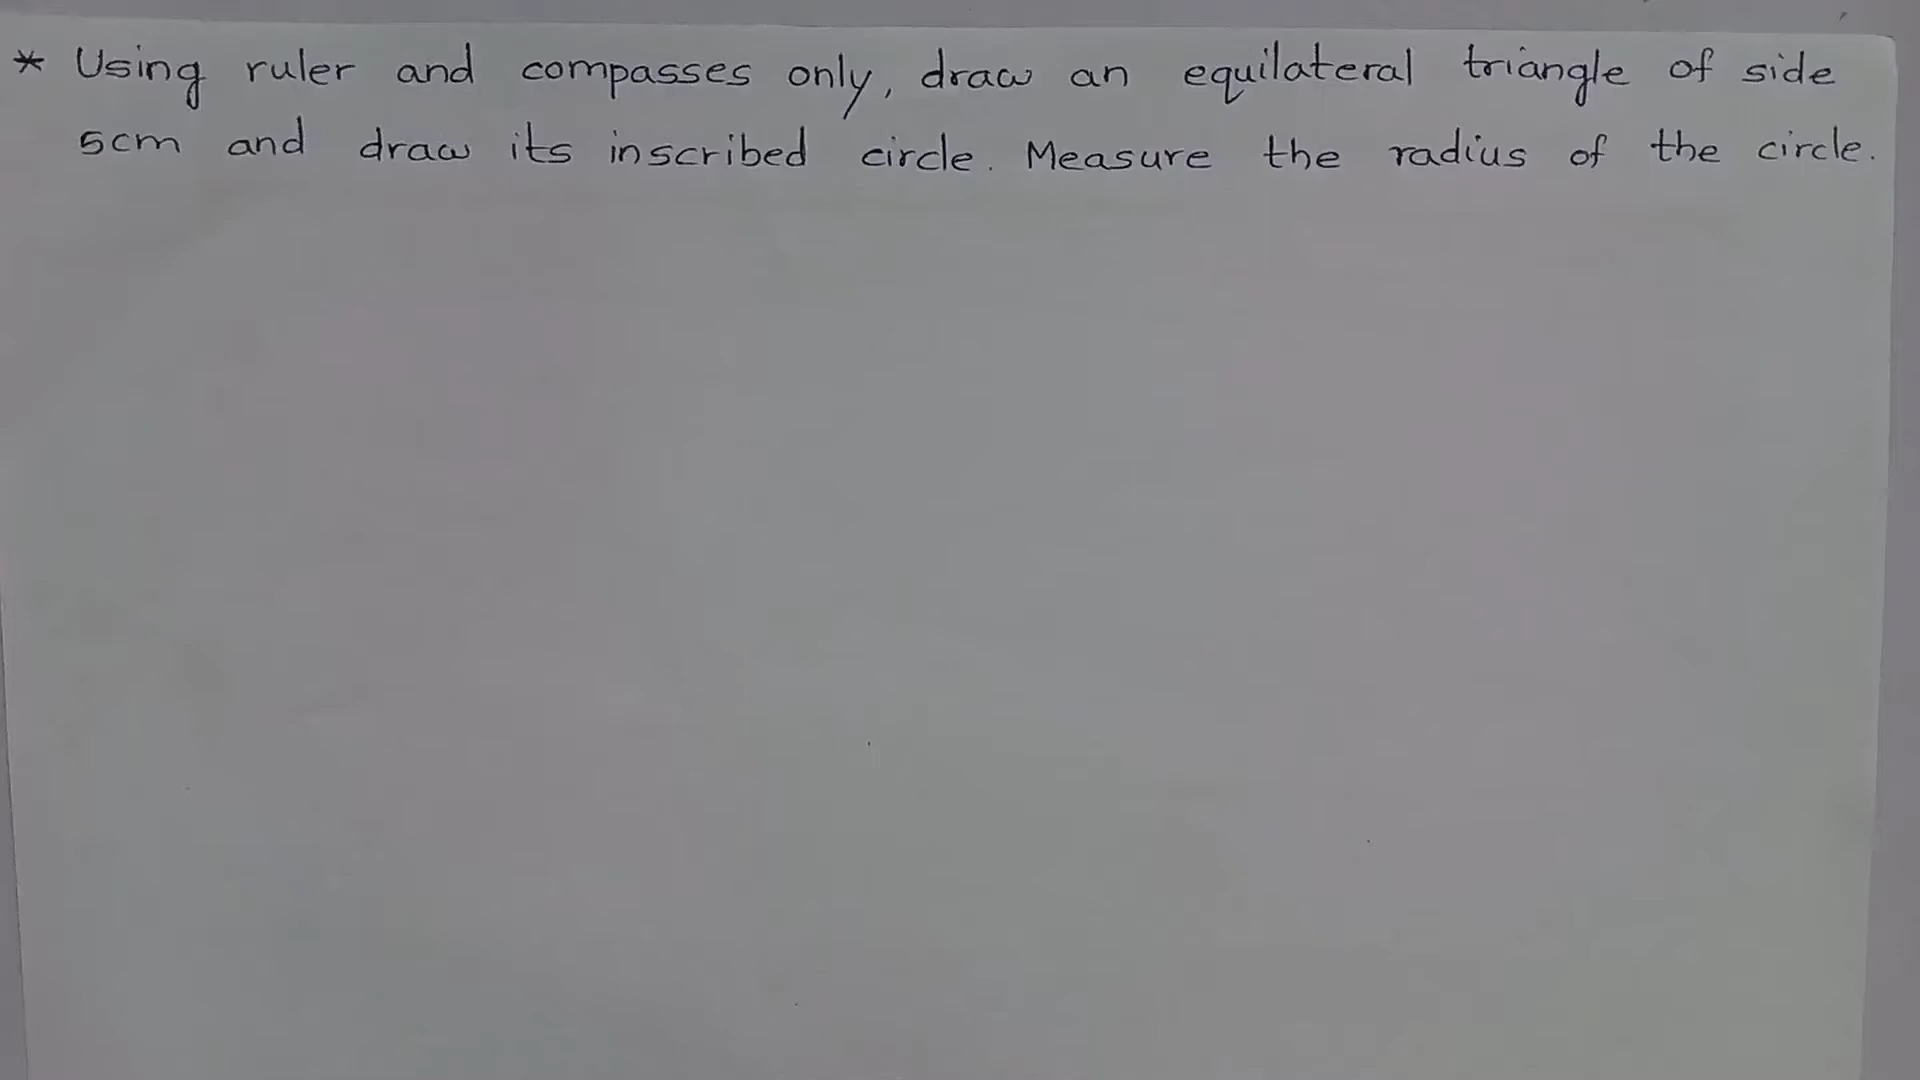 * Using ruler and compasses only, draw an equilateral triangle of side
5cm and draw its inscribed circle. Measure the radius of the circle.